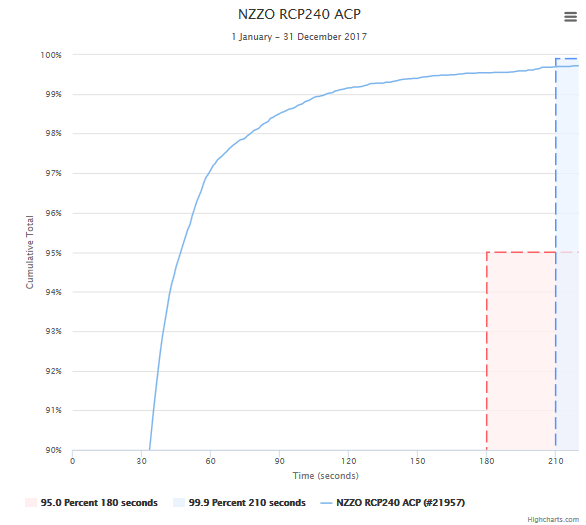 NZZO RCP240 ACP
1 January – 31 December 2017
100%
99%
98%
97%
96%
95%
94%
93%
92%
91%
90%
Cumulative Total
0 30 60 90 120 150 180 210
Time (seconds)
95.0 Percent 180 seconds 99.9 Percent 210 seconds NZZO RCP240 ACP (#21957)
Highcharts.com